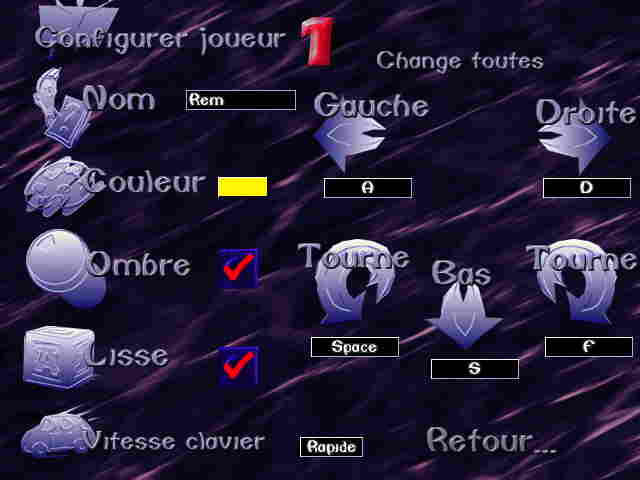 Configurer joueur 1
Change toutes
Nom
Rem
Gauche
Droite
A
D
Couleur
Ombre
Tourne
Bas
Tourne
Space
S
F
Lisse
Vitesse clavier
Rapide
Retour...